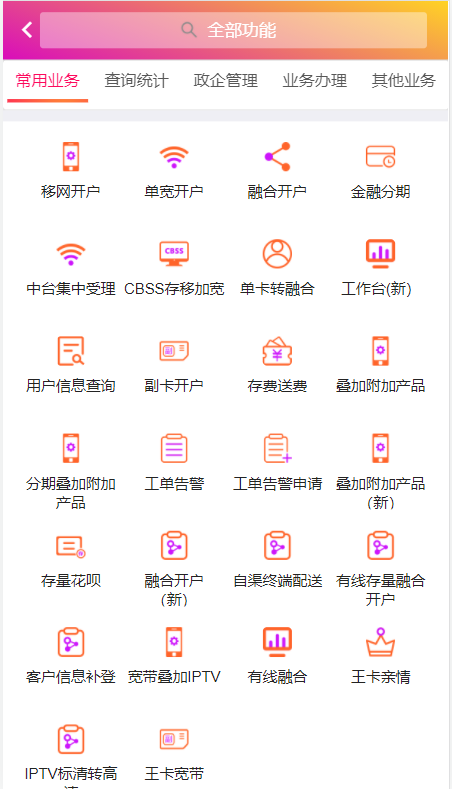 全部功能
常用业务 查询统计 政企管理 业务办理 其他业务
移网开户 单宽开户 融合开户 金融分期
CBSS
中台集中受理 CBSS存移加宽 单卡转融合 工作台(新)
副
¥
用户信息查询 副卡开户 存费送费 叠加附加产品
分期叠加附加 工单告警 工单告警申请 叠加附加产品
产品 （新）
存量花呗 融合开户 自渠终端配送 有线存量融合
（新） 开户
客户信息补登 宽带叠加IPTV 有线融合 王卡亲情
副
IPTV标清转高 王卡宽带